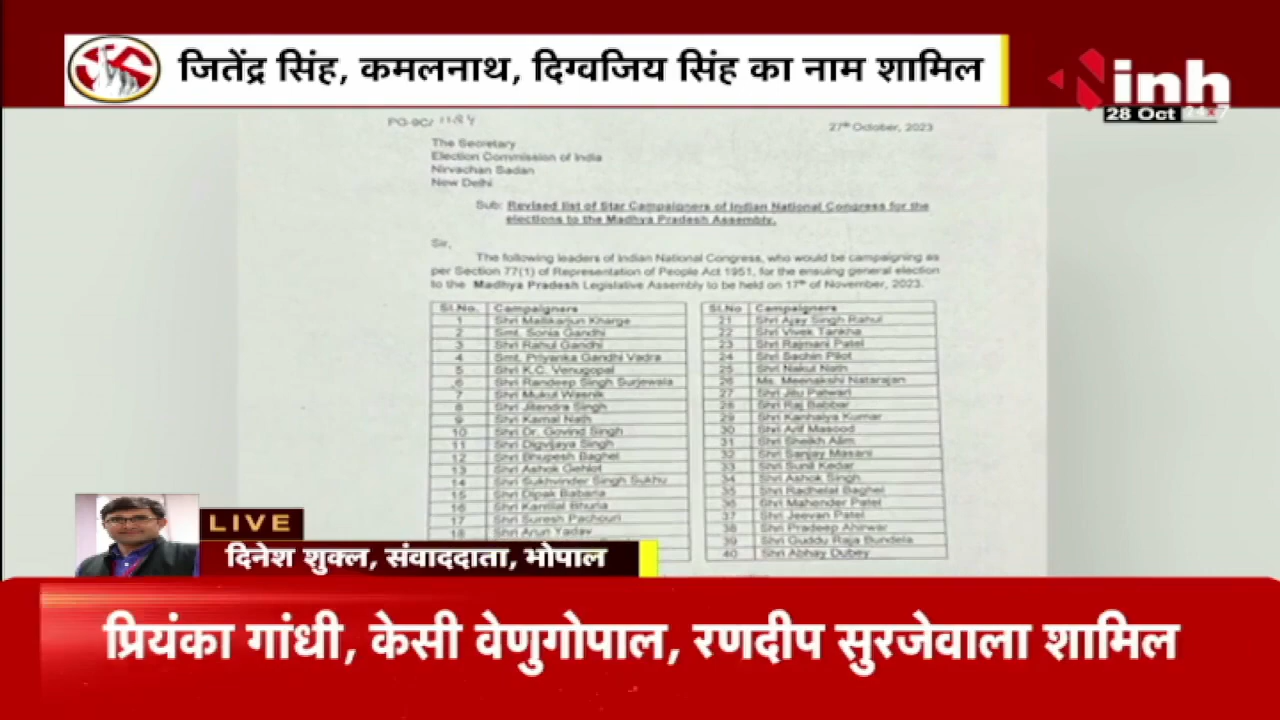 जितेंद्र सिंह, कमलनाथ, दिग्वजिय सिंह का नाम शामिल
inh
24x7
28 Oct
PG-9C/ 1184
27th October, 2023
The Secretary
Election Commission of India
Nirvachan Sadan
New Delhi
Sub: Revised list of Star Campaigners of Indian National Congress for the
elections to the Madhya Pradesh Assembly.
Sir,
The following leaders of Indian National Congress, who would be campaigning as
per Section 77(1) of Representation of People Act 1951, for the ensuing general election
to the Madhya Pradesh Legislative Assembly to be held on 17th of November, 2023.
Sl.No. Campaigners
1 Shri Mallikarjun Kharge
2 Smt. Sonia Gandhi
3 Shri Rahul Gandhi
4 Smt. Priyanka Gandhi Vadra
5 Shri K.C. Venugopal
6 Shri Randeep Singh Surjewala
7 Shri Mukul Wasnik
8 Shri Jitendra Singh
9 Shri Kamal Nath
10 Shri Dr. Govind Singh
11 Shri Digvijaya Singh
12 Shri Bhupesh Baghel
13 Shri Ashok Gehlot
14 Shri Sukhvinder Singh Sukhu
15 Shri Dipak Babaria
16 Shri Kantilal Bhuria
17 Shri Suresh Pachouri
18 Shri Arun Yadav
Sl.No Campaigners
21 Shri Ajay Singh Rahul
22 Shri Vivek Tankha
23 Shri Rajmani Patel
24 Shri Sachin Pilot
25 Shri Nakul Nath
26 Ms. Meenakshi Natarajan
27 Shri Jitu Patwari
28 Shri Raj Babbar
29 Shri Kanhaiya Kumar
30 Shri Arif Masood
31 Shri Sheikh Alim
32 Shri Sanjay Masani
33 Shri Sunil Kedar
34 Shri Ashok Singh
35 Shri Radhelal Baghel
36 Shri Mahender Patel
37 Shri Jeevan Patel
38 Shri Pradeep Ahirwar
39 Shri Guddu Raja Bundela
40 Shri Abhay Dubey
LIVE
दिनेश शुक्ल, संवाददाता, भोपाल
प्रियंका गांधी, केसी वेणुगोपाल, रणदीप सुरजेवाला शामिल